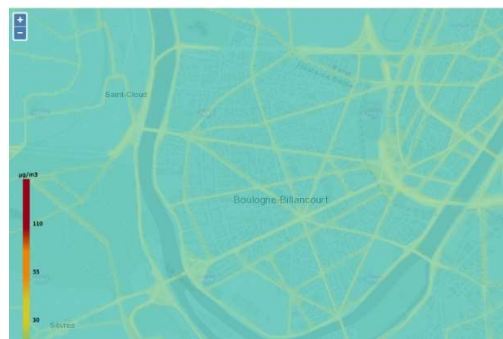 +
−
Saint-Cloud
µg/m3
110
Boulogne-Billancourt
55
30
Sèvres